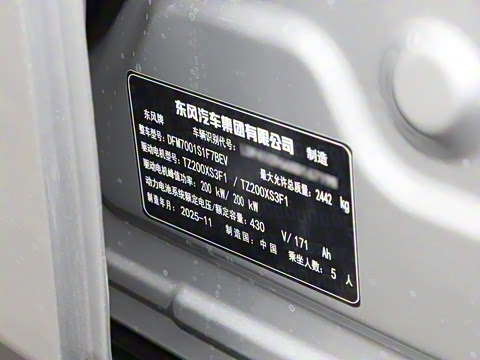 东风汽车集团有限公司 制造
东风牌 车辆识别代号:
整车型号:DFM7001S1F7BEV 最大允许总质量:2442 kg
驱动电机型号:TZ200XS3F1 / TZ200XS3F1
驱动电机峰值功率:200 kW/ 200 kW
动力电池系统额定电压/额定容量:430 V/ 171 Ah
制造年月:2025-11 制造国:中国 乘坐人数:5 人